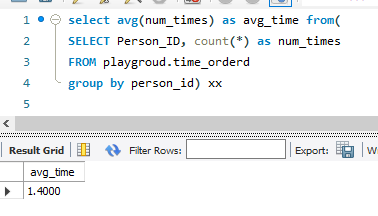 1 select avg(num_times) as avg_time from(
2 SELECT Person_ID, count(*) as num_times
3 FROM playgroud.time_orderd
4 group by person_id) xx
5
Result Grid Filter Rows: Export:
avg_time
1.4000